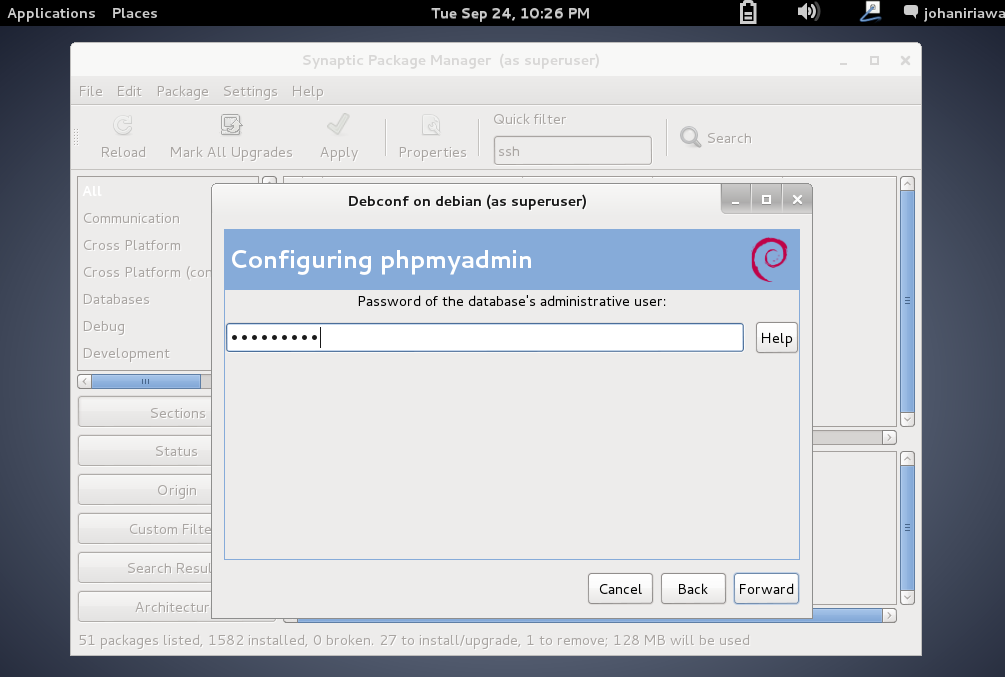 Applications Places Tue Sep 24, 10:26 PM johaniriawa
Synaptic Package Manager (as superuser)
File Edit Package Settings Help
Reload Mark All Upgrades Apply Properties Quick filter Search
ssh
All
Communication
Cross Platform
Cross Platform (con
Databases
Debug
Development
Sections
Status
Origin
Custom Filte
Search Resul
Architectur
Debconf on debian (as superuser)
Configuring phpmyadmin
Password of the database's administrative user:
•••••••••
Help
Cancel Back Forward
51 packages listed, 1582 installed, 0 broken. 27 to install/upgrade, 1 to remove; 128 MB will be used